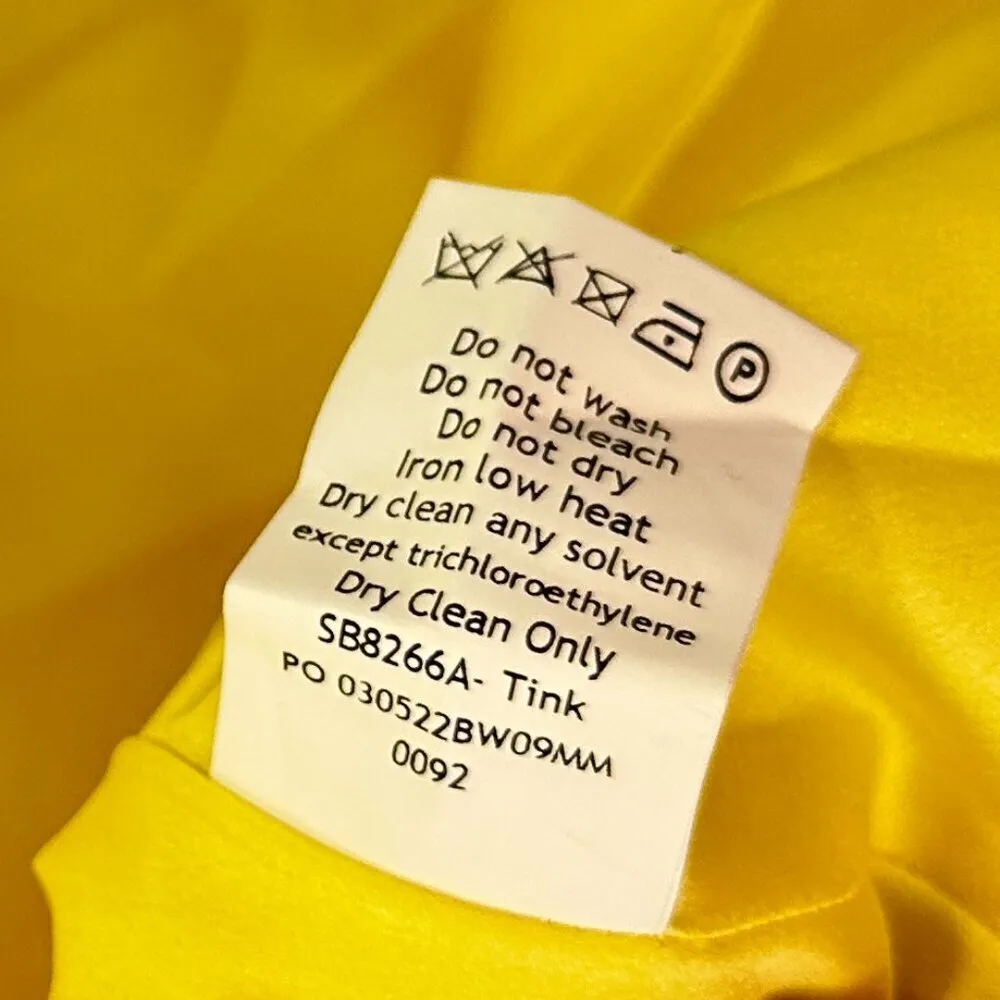 P
Do not wash
Do not bleach
Do not dry
Iron low heat
Dry clean any solvent
except trichloroethylene
Dry Clean Only
SB8266A- Tink
PO 030522BW09MM
0092